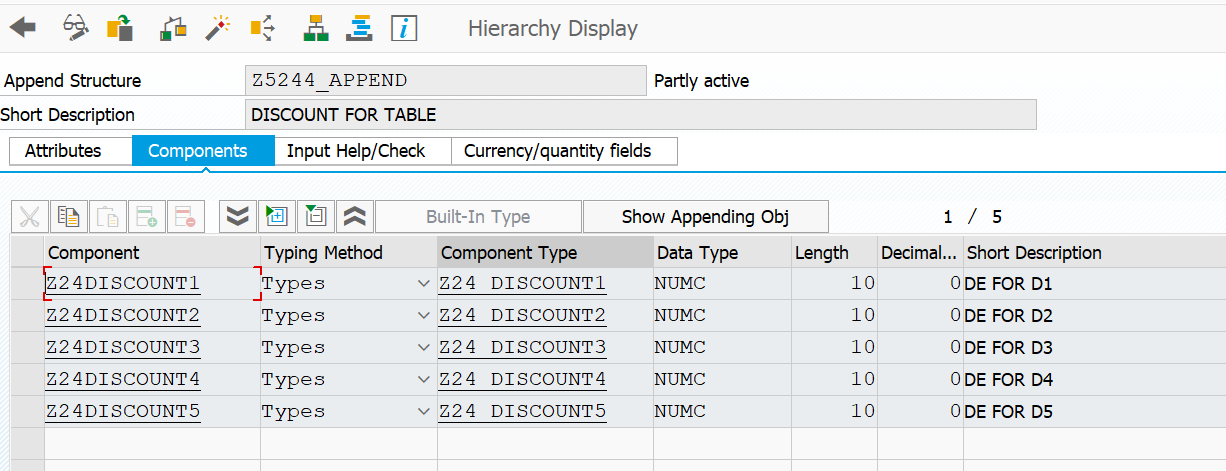 Hierarchy Display
Append Structure Z5244_APPEND Partly active
Short Description DISCOUNT FOR TABLE
Attributes Components Input Help/Check Currency/quantity fields
Built-In Type Show Appending Obj 1 / 5
Component Typing Method Component Type Data Type Length Decimal... Short Description
Z24DISCOUNT1 Types Z24_DISCOUNT1 NUMC 10 0 DE FOR D1
Z24DISCOUNT2 Types Z24_DISCOUNT2 NUMC 10 0 DE FOR D2
Z24DISCOUNT3 Types Z24_DISCOUNT3 NUMC 10 0 DE FOR D3
Z24DISCOUNT4 Types Z24_DISCOUNT4 NUMC 10 0 DE FOR D4
Z24DISCOUNT5 Types Z24_DISCOUNT5 NUMC 10 0 DE FOR D5